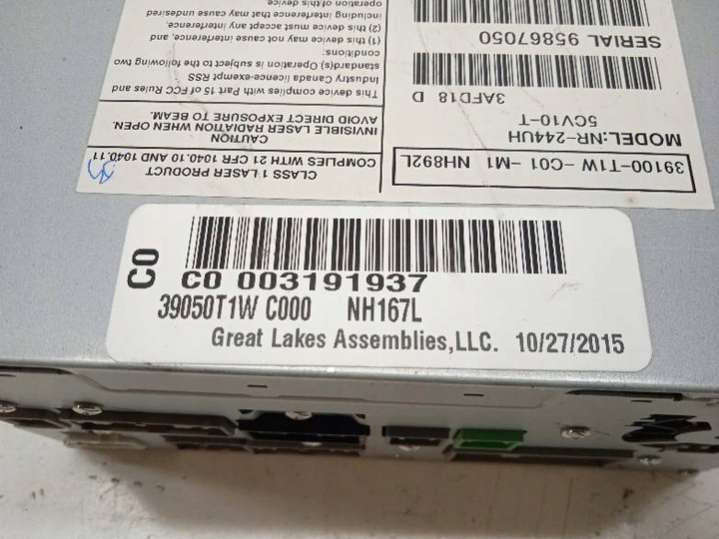 C0
C0 003191937
39050T1W C000 NH167L
Great Lakes Assemblies,LLC. 10/27/2015
39100-T1W-C01-M1 NH892L
MODEL:NR-244UH
5CV10-T
3AFD18 D
SERIAL 95867050
CLASS 1 LASER PRODUCT
COMPLIES WITH 21 CFR 1040.10 AND 1040.11
CAUTION
INVISIBLE LASER RADIATION WHEN OPEN.
AVOID DIRECT EXPOSURE TO BEAM.
This device complies with Part 15 of FCC Rules and
Industry Canada licence-exempt RSS
standard(s) Operation is subject to the following two
conditions:
(1) this device may not cause interference, and
(2) this device must accept any interference,
including interference that may cause undesired
operation of this device